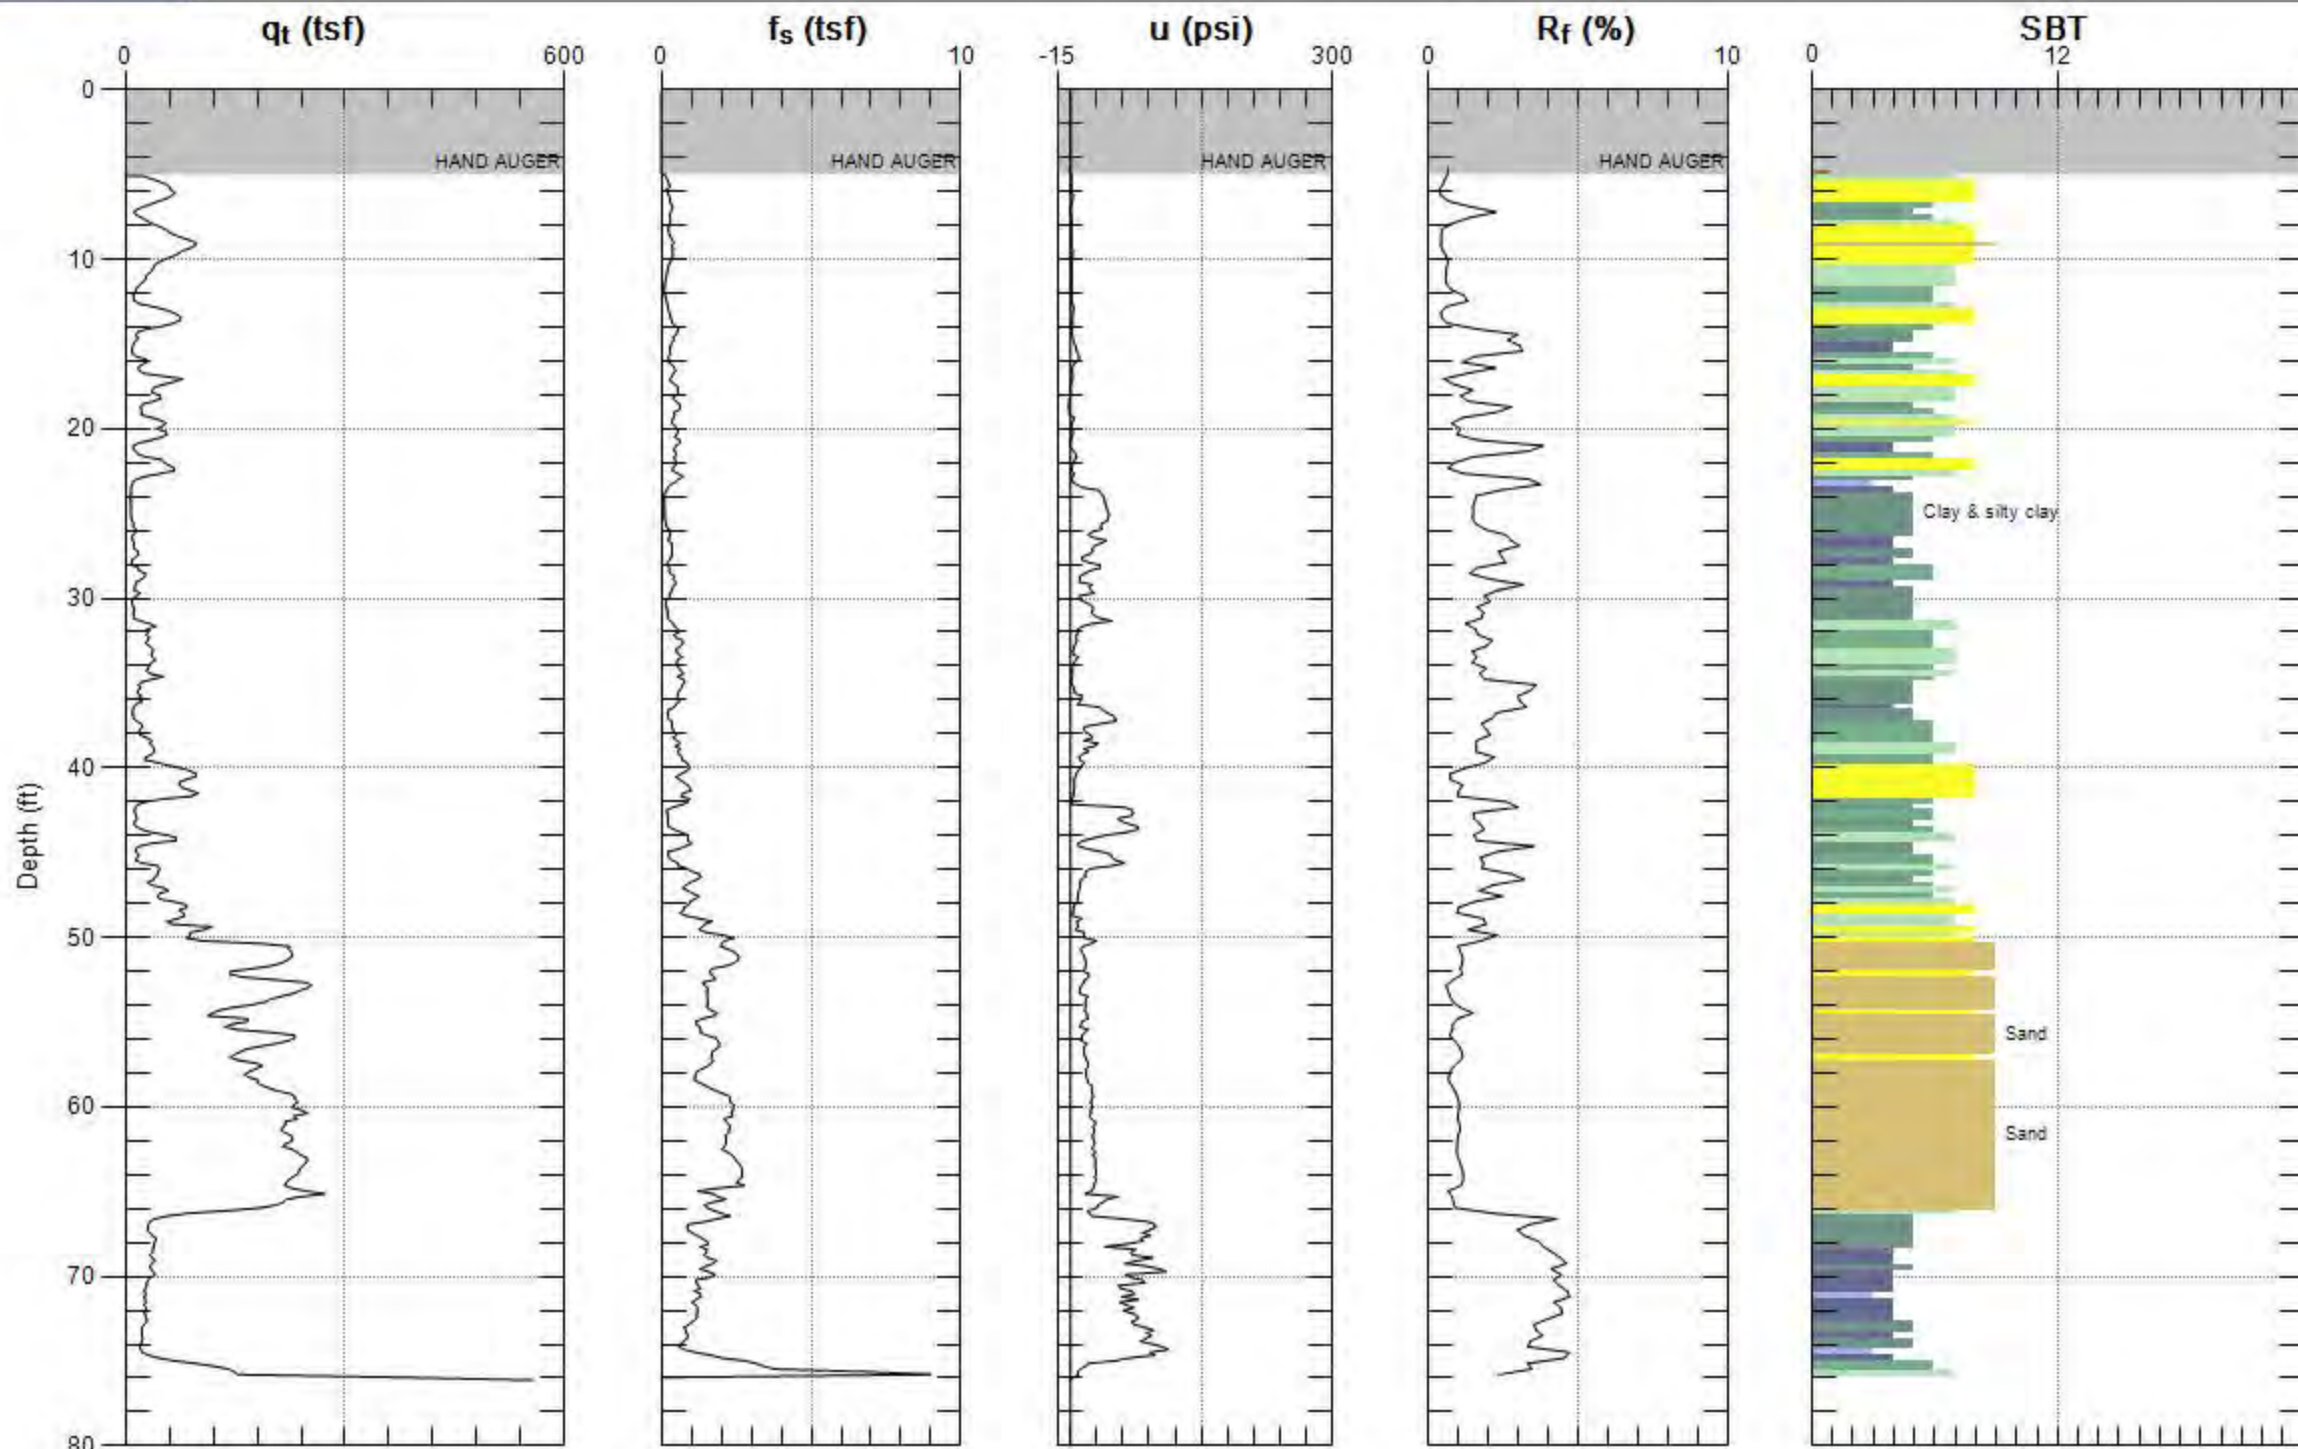 qt (tsf) fs (tsf) u (psi) Rf (%) SBT
0 600 0 10 -15 300 0 10 0 12
0
HAND AUGER HAND AUGER HAND AUGER HAND AUGER
10
20
Clay & silty clay
30
40
Depth (ft)
50
Sand
60
Sand
70
80